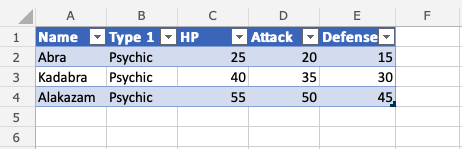 A B C D E F
1 Name Type 1 HP Attack Defense
2 Abra Psychic 25 20 15
3 Kadabra Psychic 40 35 30
4 Alakazam Psychic 55 50 45
5
6